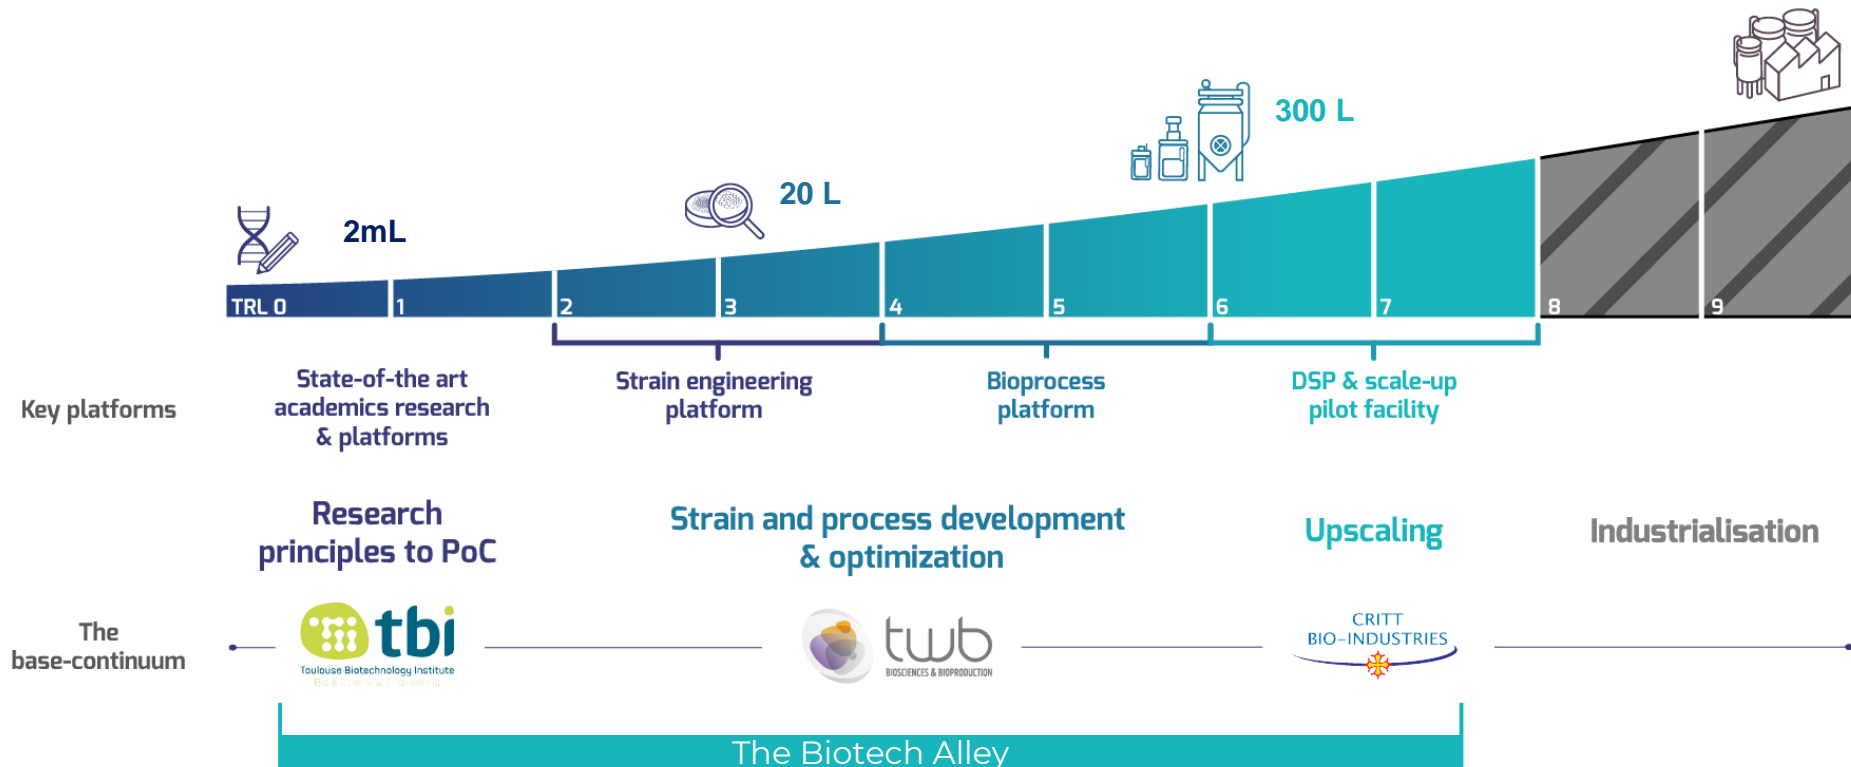 300 L
20 L
2mL
TRL 0
1
2
3
4
5
6
7
8
9
Key platforms
State-of-the art
academics research
& platforms
Strain engineering
platform
Bioprocess
platform
DSP & scale-up
pilot facility
Research
principles to PoC
Strain and process development
& optimization
Upscaling
Industrialisation
The
base-continuum
tbi
Toulouse Biotechnology Institute
Bio & Chemical Engineering
twb
BIOSCIENCES & BIOPRODUCTION
CRITT
BIO-INDUSTRIES
The Biotech Alley